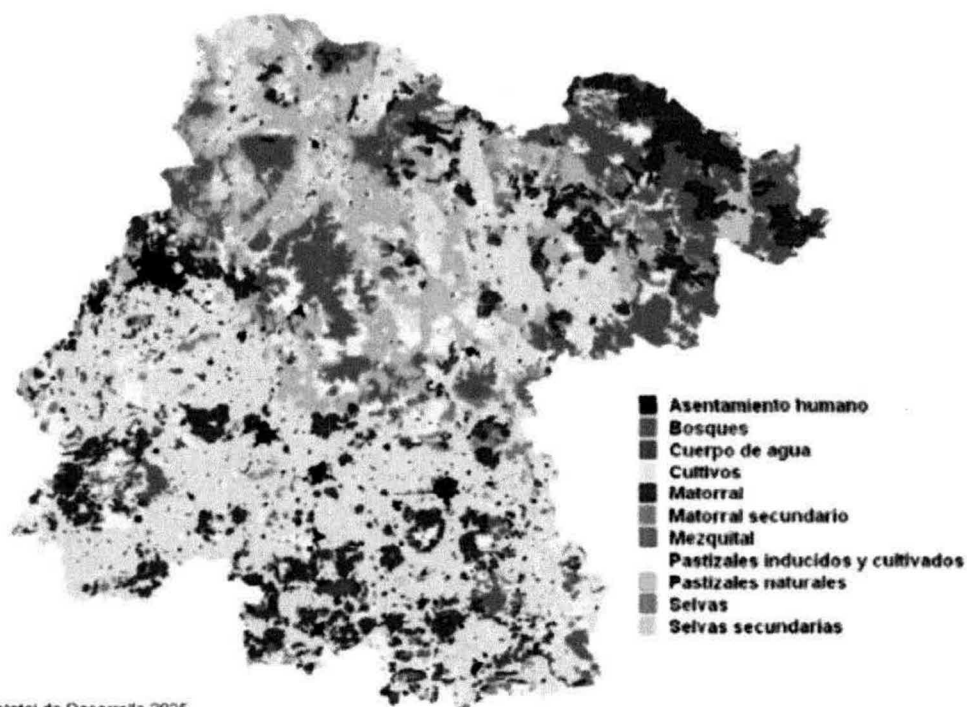 Asentamiento humano
Bosques
Cuerpo de agua
Cultivos
Matorral
Matorral secundario
Mezquital
Pastizales inducidos y cultivados
Pastizales naturales
Selvas
Selvas secundarias
de Desarrollo